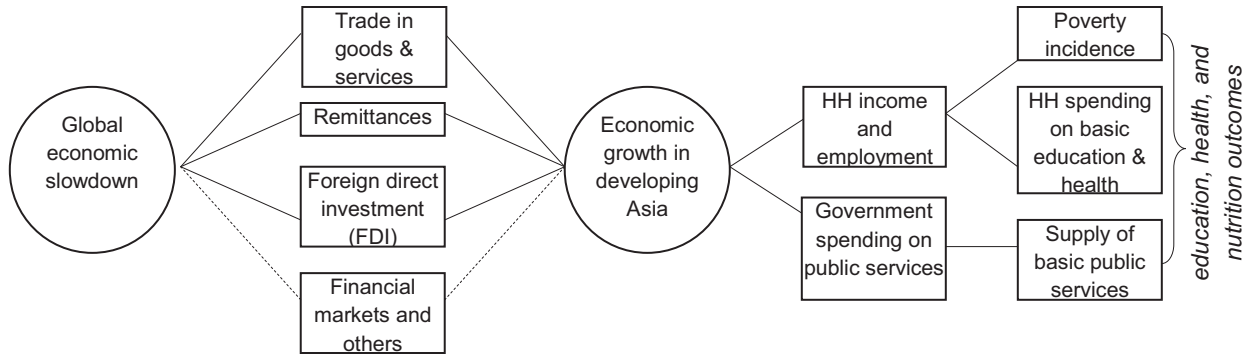 Global
economic
slowdown
Trade in
goods &
services
Remittances
Foreign direct
investment
(FDI)
Financial
markets and
others
Economic
growth in
developing
Asia
HH income
and
employment
Government
spending on
public services
Poverty
incidence
HH spending
on basic
education &
health
Supply of
basic public
services
education, health, and
nutrition outcomes